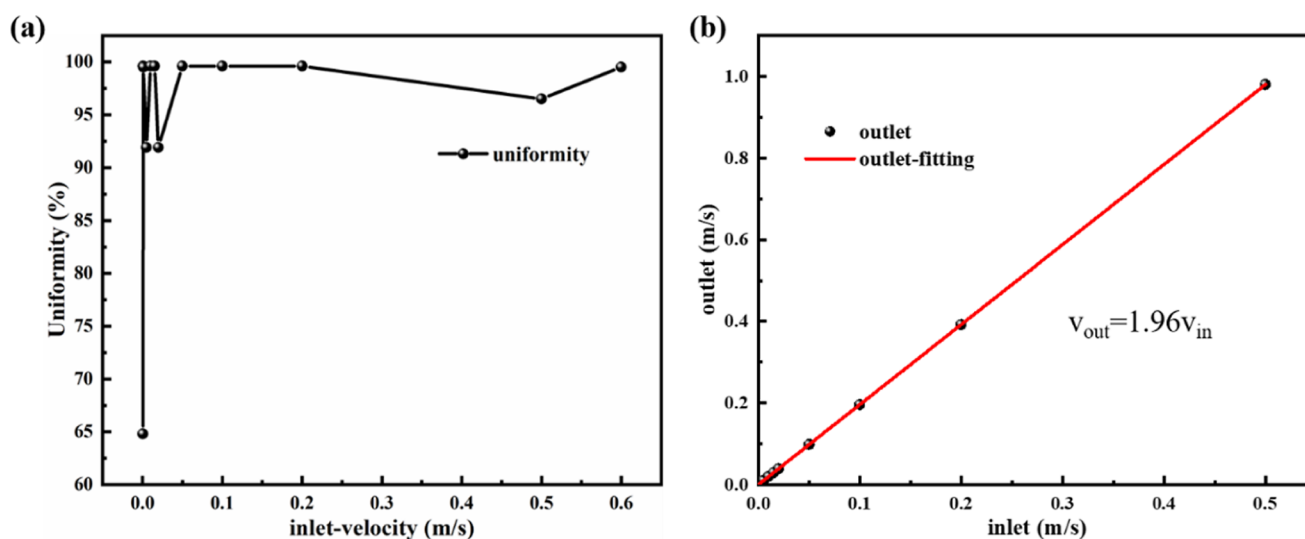 (a)
100
95
90
85
80
75
70
65
60
Uniformity (%)
uniformity
0.0 0.1 0.2 0.3 0.4 0.5 0.6
inlet-velocity (m/s)
(b)
1.0
0.8
0.6
0.4
0.2
0.0
outlet (m/s)
outlet
outlet-fitting
vout=1.96vin
0.0 0.1 0.2 0.3 0.4 0.5
inlet (m/s)